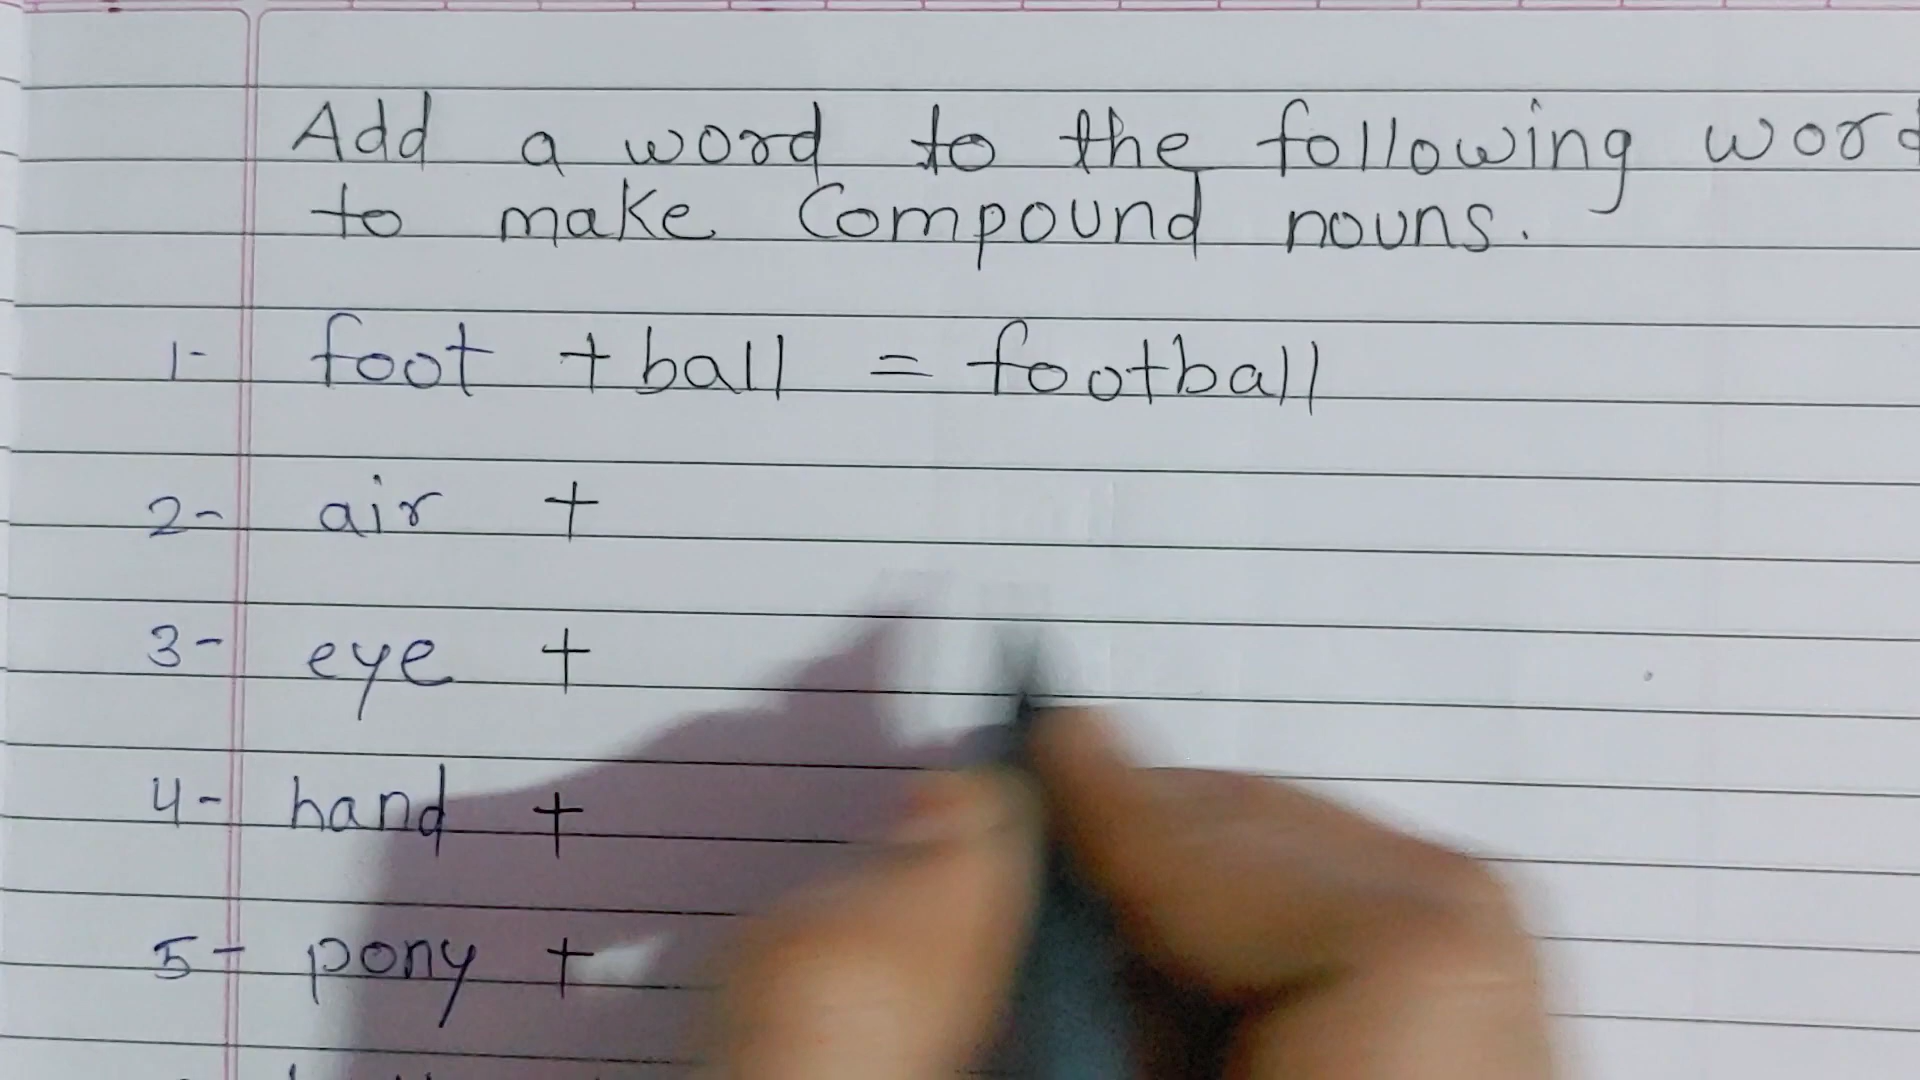 Add a word to the following word
to make Compound nouns.
1- foot + ball = football
2- air +
3- eye +
4- hand +
5- pony +